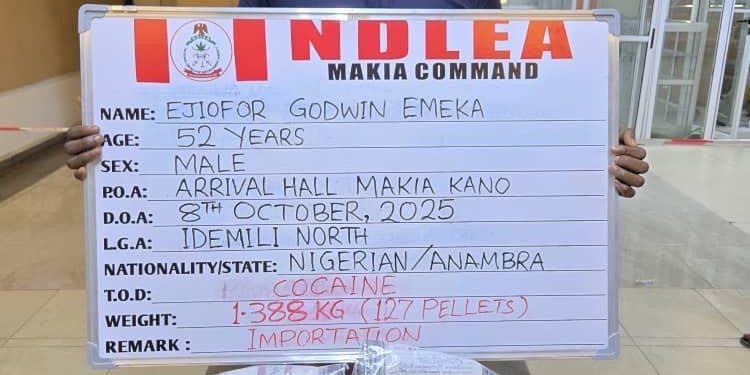 NDLEA
MAKIA COMMAND
NAME: EJIOFOR GODWIN EMEKA
AGE: 52 YEARS
SEX: MALE
P.O.A: ARRIVAL HALL MAKIA KANO
D.O.A: 8TH OCTOBER, 2025
L.G.A: IDEMILI NORTH
NATIONALITY/STATE: NIGERIAN/ANAMBRA
T.O.D: COCAINE
WEIGHT: 1.388 KG (127 PELLETS)
REMARK : IMPORTATION